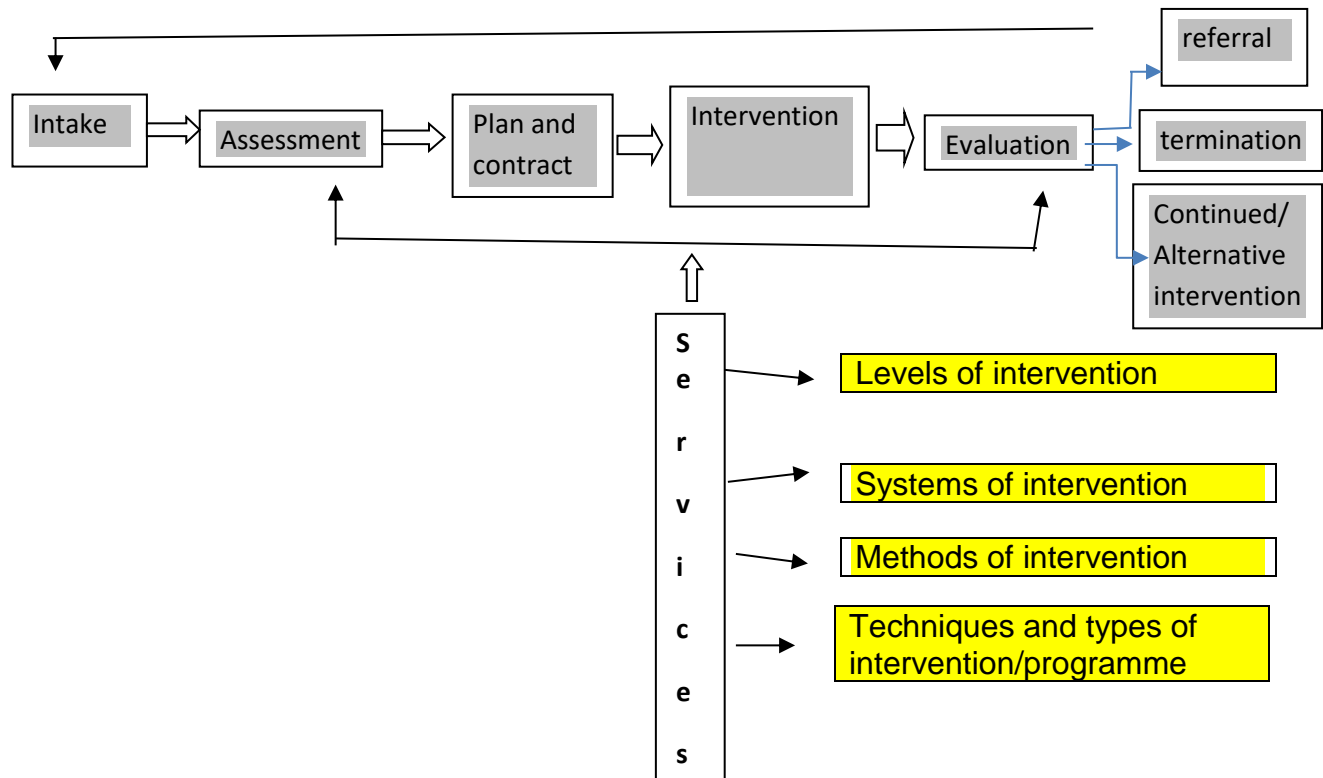 referral
Intake
Assessment
Plan and
contract
Intervention
Evaluation
termination
Continued/
Alternative
intervention
S
e
r
v
i
c
e
s
Levels of intervention
Systems of intervention
Methods of intervention
Techniques and types of
intervention/programme